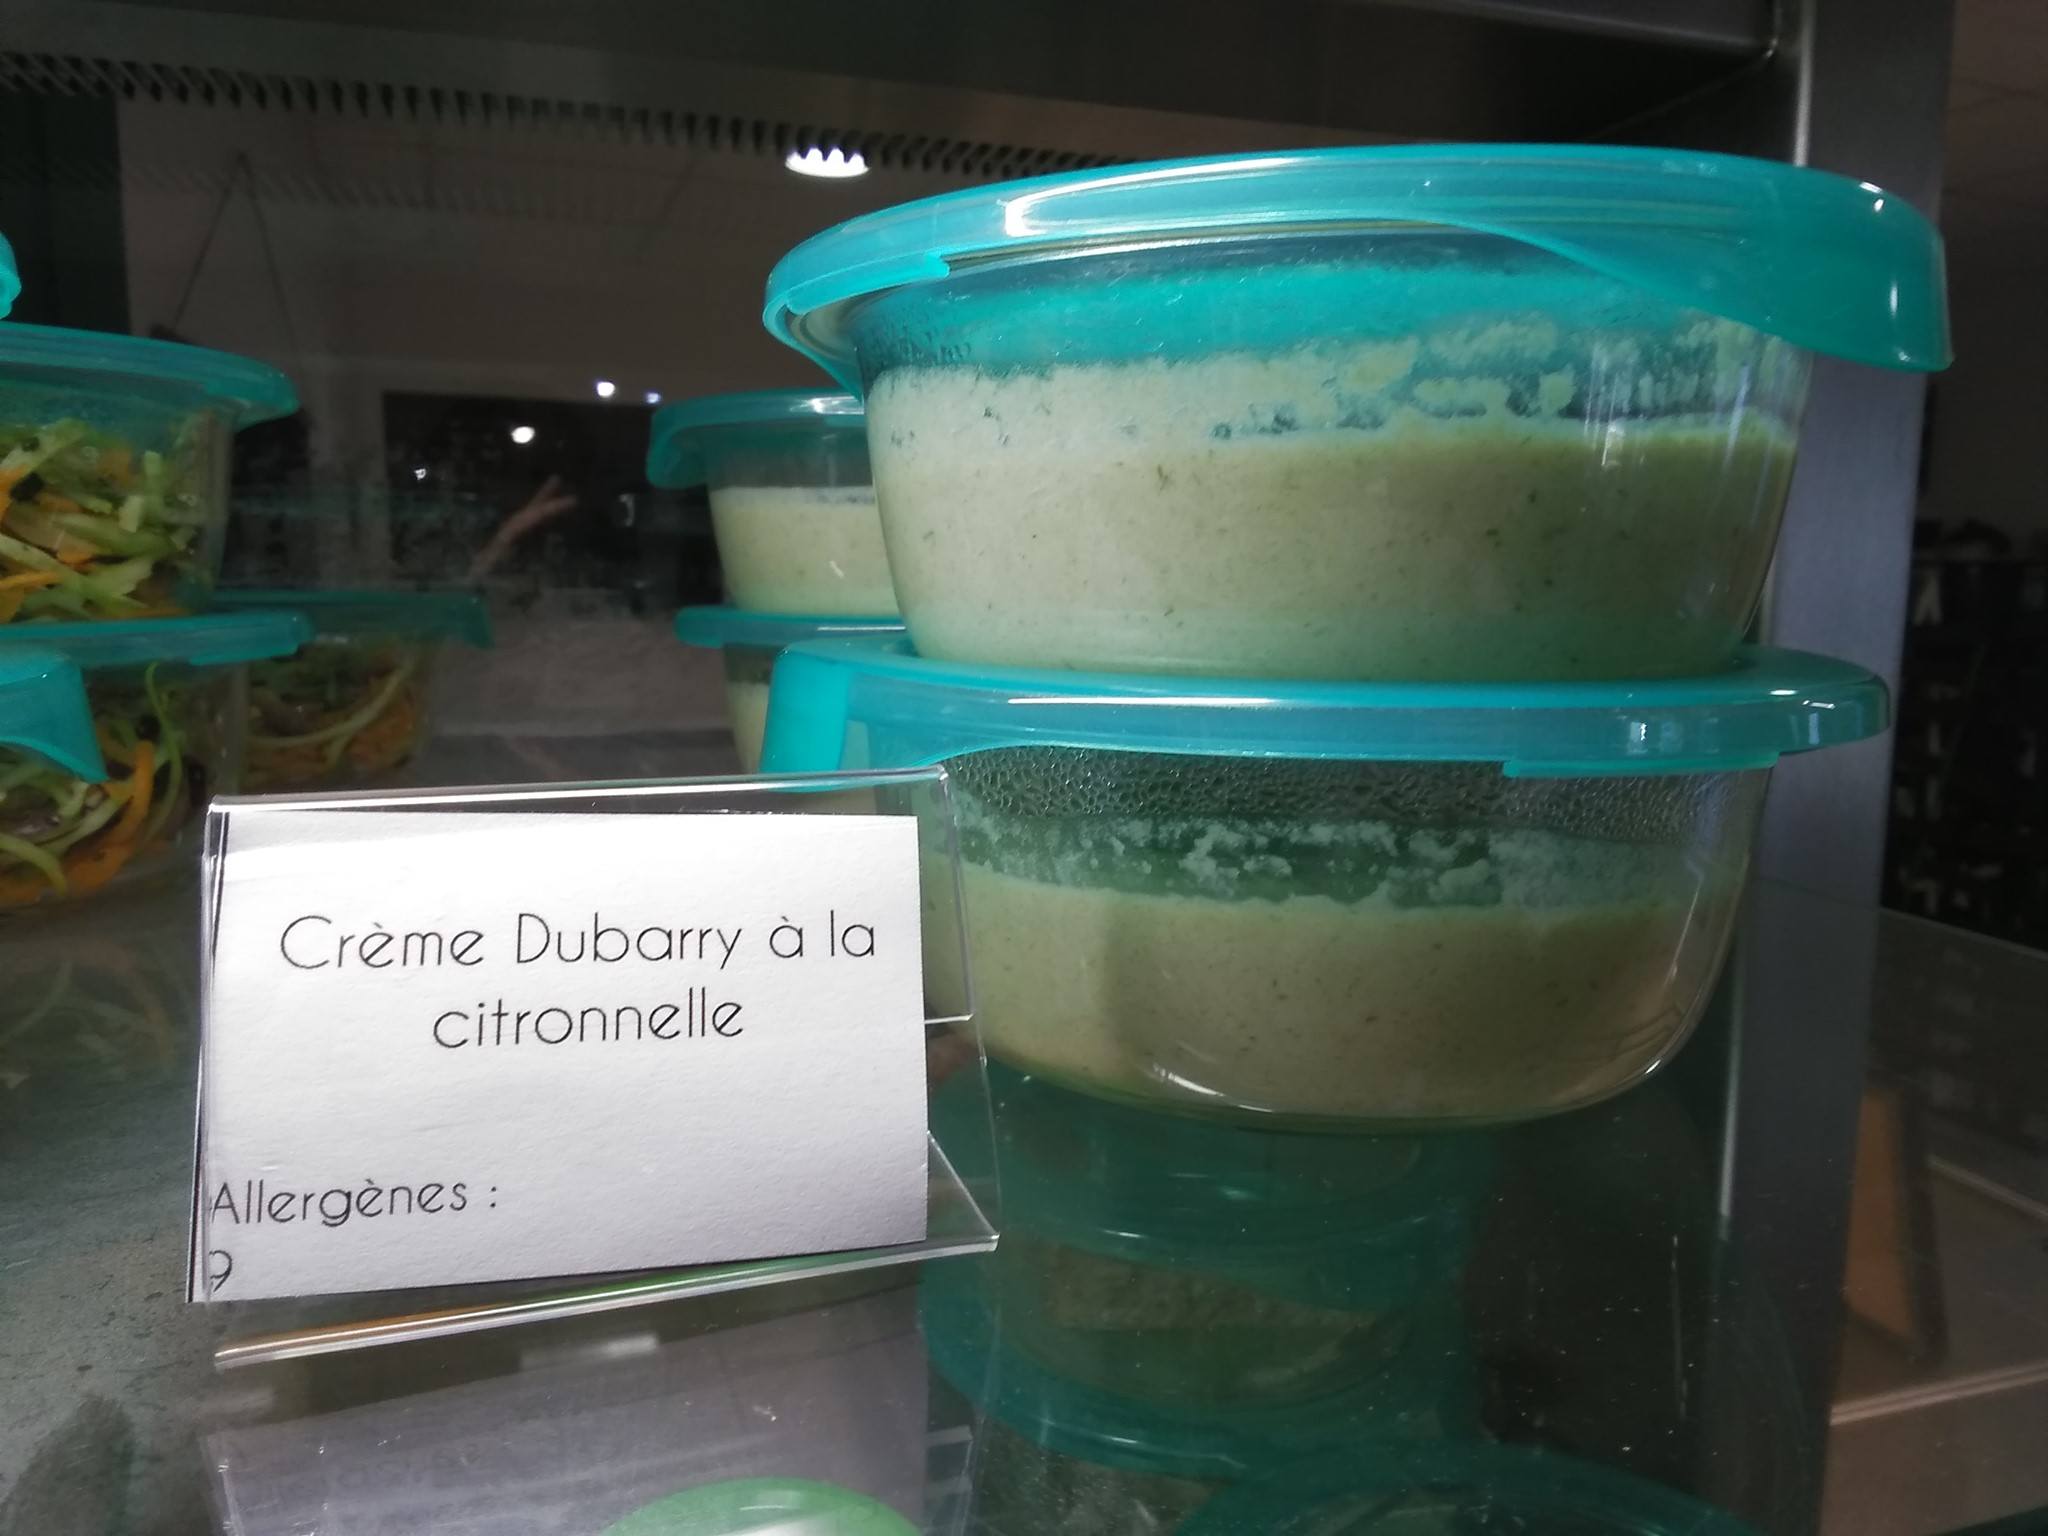 Crème Dubarry à la
citronnelle
Allergènes :
9